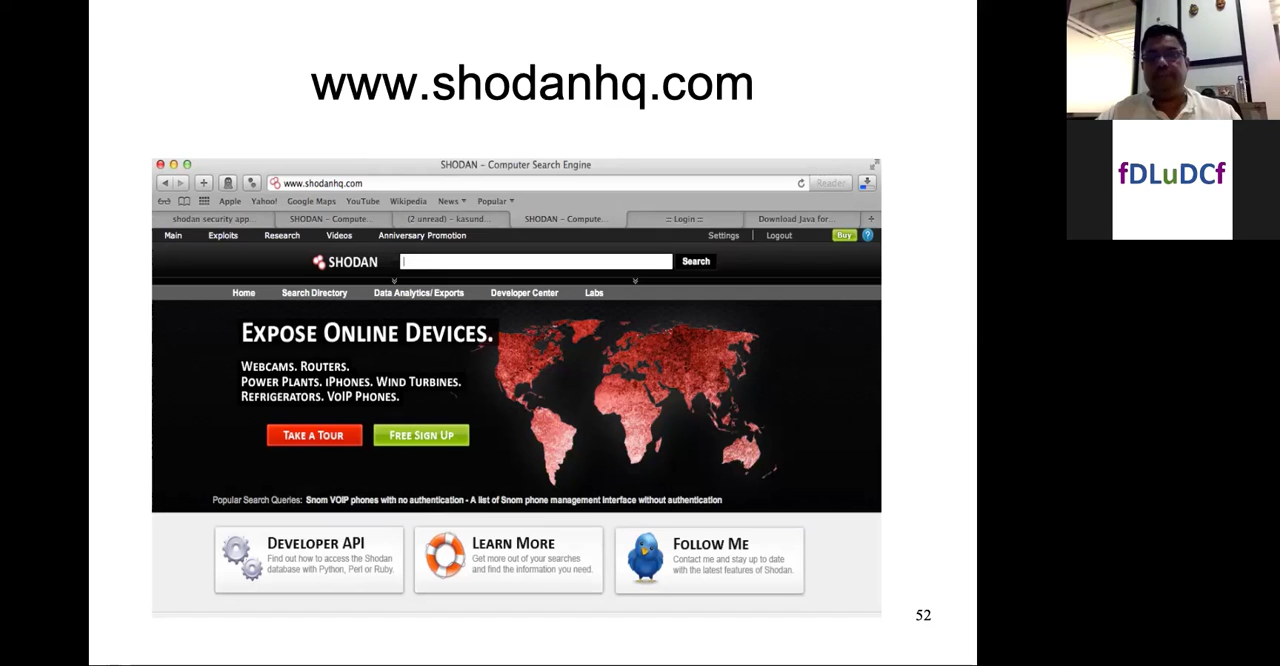 www.shodanhq.com
SHODAN – Computer Search Engine
www.shodanhq.com
Reader
Apple Yahoo! Google Maps YouTube Wikipedia News Popular
shodan security app... SHODAN – Compute... (2 unread) – kasund... SHODAN – Compute... :: Login :: Download Java for...
Main Exploits Research Videos Anniversary Promotion Settings Logout Buy ?
SHODAN Search
Home Search Directory Data Analytics/ Exports Developer Center Labs
EXPOSE ONLINE DEVICES.
WEBCAMS. ROUTERS.
POWER PLANTS. IPHONES. WIND TURBINES.
REFRIGERATORS. VOIP PHONES.
TAKE A TOUR FREE SIGN UP
Popular Search Queries: Snom VOIP phones with no authentication - A list of Snom phone management interface without authentication
DEVELOPER API
Find out how to access the Shodan
database with Python, Perl or Ruby.
LEARN MORE
Get more out of your searches
and find the information you need.
FOLLOW ME
Contact me and stay up to date
with the latest features of Shodan.
52
fDLuDCf